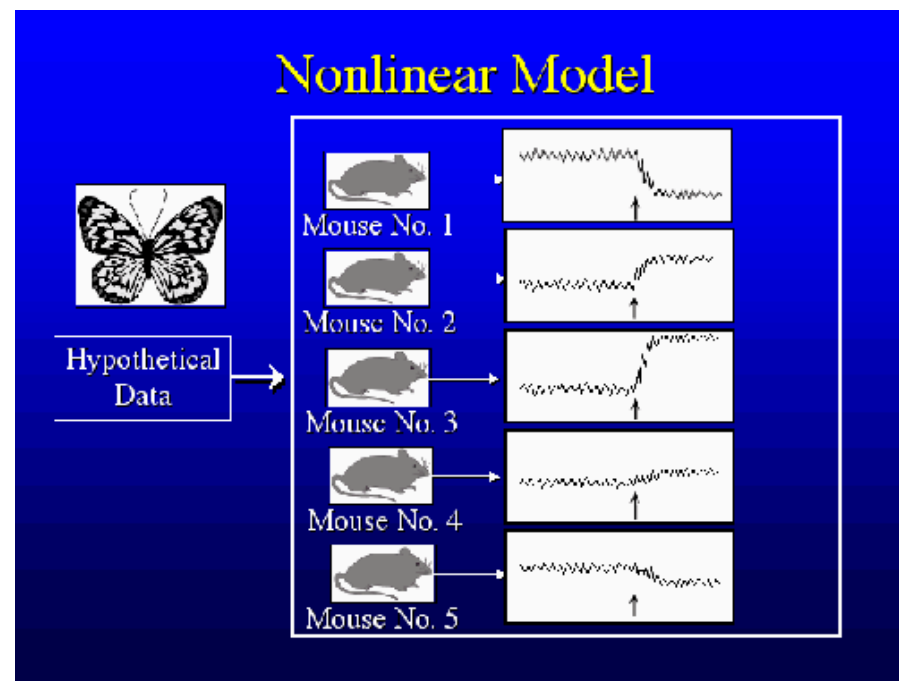 Nonlinear Model
Mouse No. 1
Mouse No. 2
Hypothetical
Data
Mouse No. 3
Mouse No. 4
Mouse No. 5